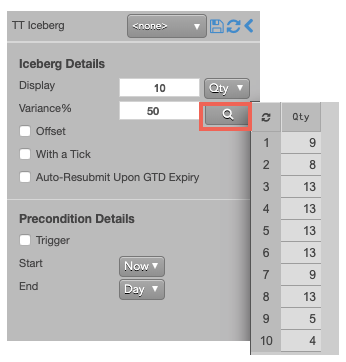 TT Iceberg <none>
Iceberg Details
Display 10 Qty
Variance% 50
Offset
With a Tick
Auto-Resubmit Upon GTD Expiry
Precondition Details
Trigger
Start Now
End Day
Qty
1 9
2 8
3 13
4 13
5 13
6 13
7 9
8 13
9 5
10 4